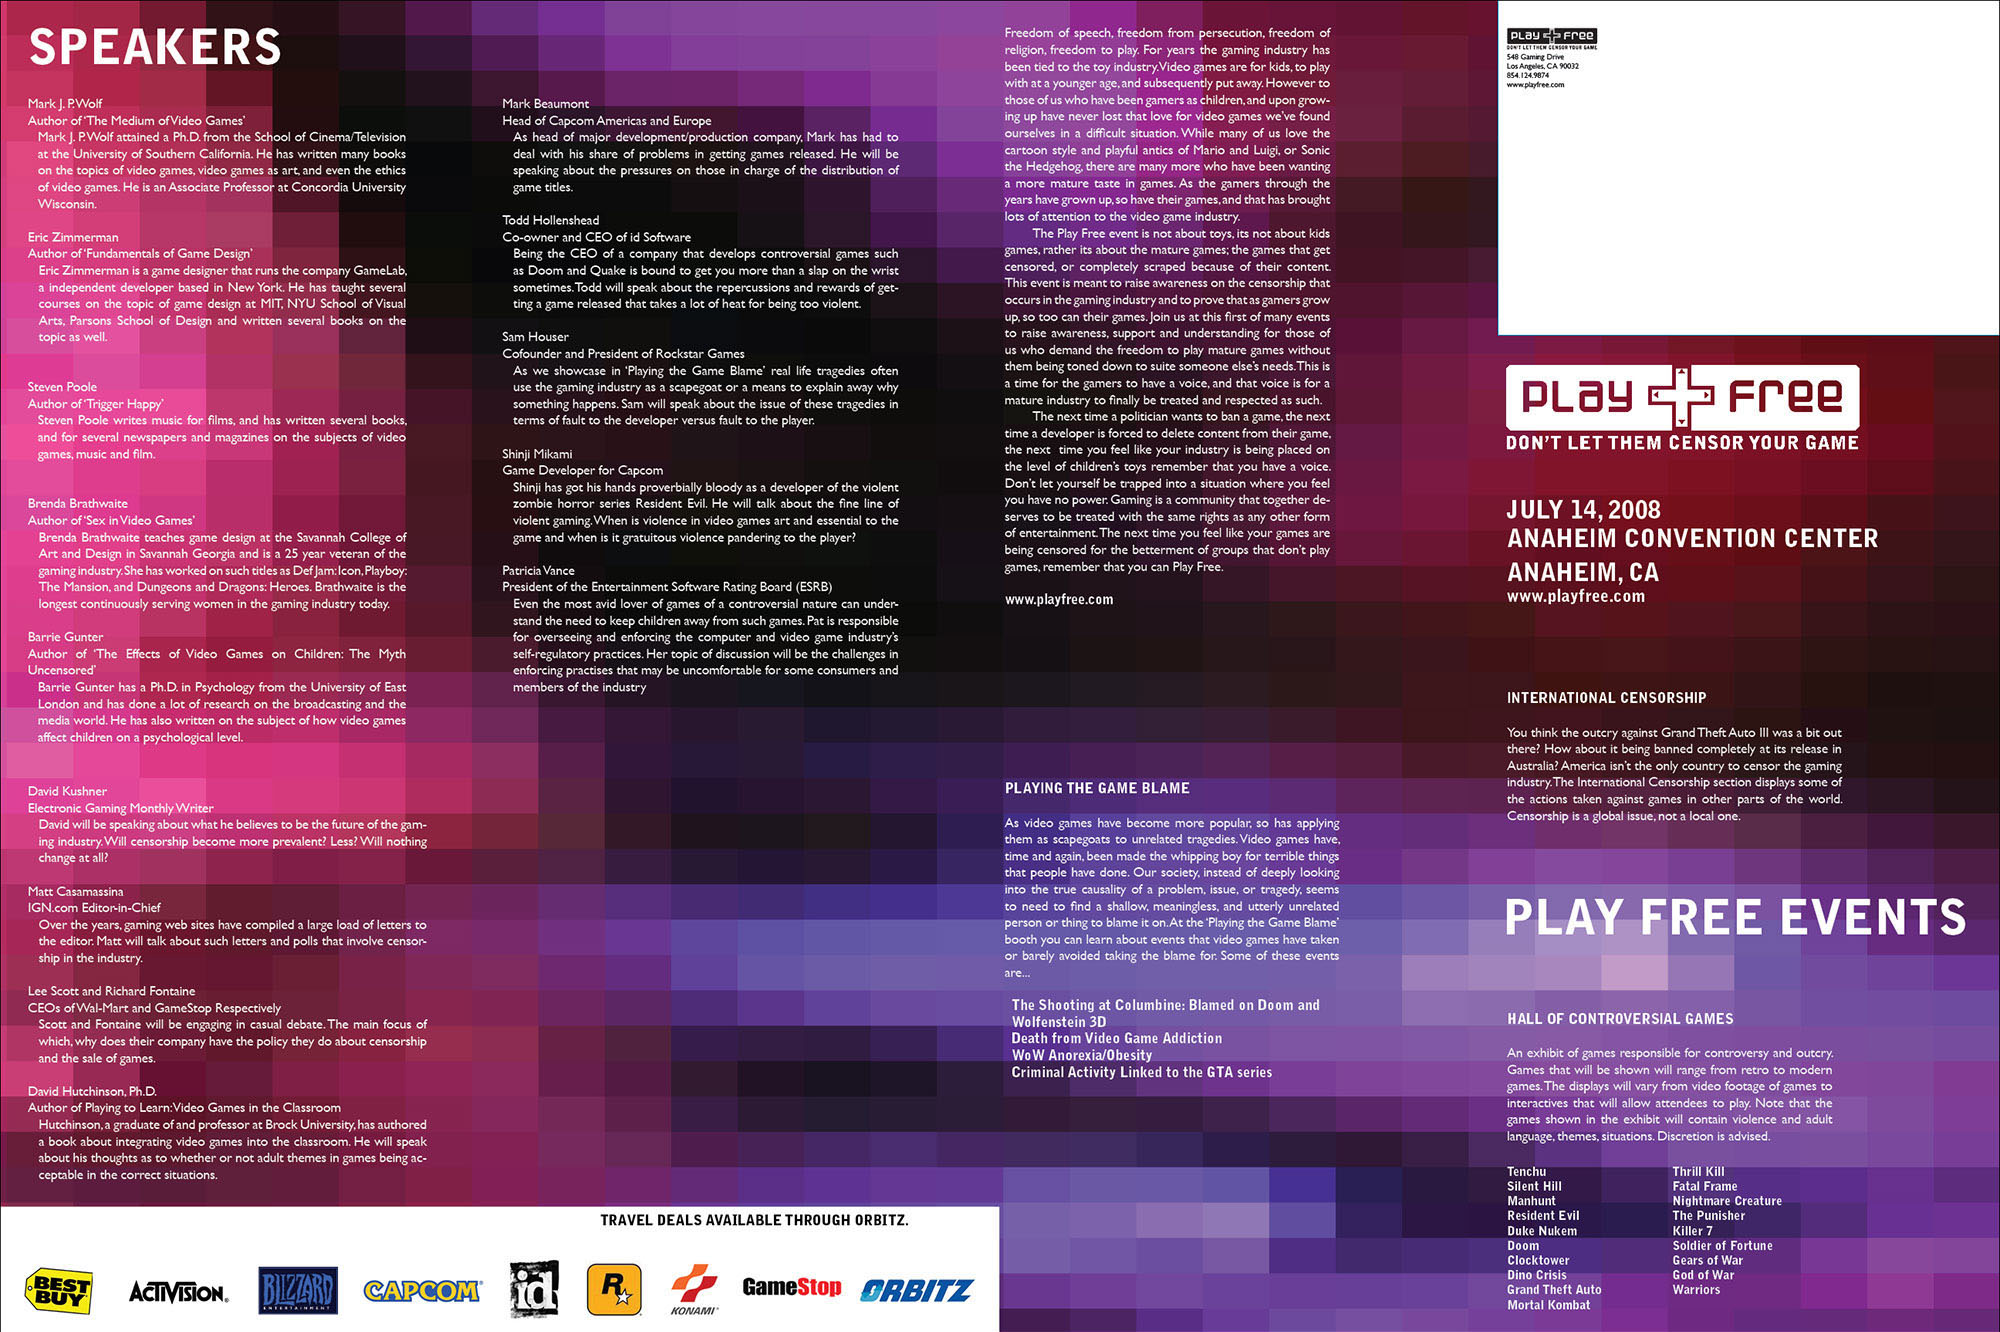 SPEAKERS
Mark J. P. Wolf
Author of ‘The Medium of Video Games’
Mark J. P. Wolf attained a Ph.D. from the School of Cinema/Television
at the University of Southern California. He has written many books
on the topics of video games, video games as art, and even the ethics
of video games. He is an Associate Professor at Concordia University
Wisconsin.
Eric Zimmerman
Author of ‘Fundamentals of Game Design’
Eric Zimmerman is a game designer that runs the company GameLab,
a independent developer based in New York. He has taught several
courses on the topic of game design at MIT, NYU School of Visual
Arts, Parsons School of Design and written several books on the
topic as well.
Steven Poole
Author of ‘Trigger Happy’
Steven Poole writes music for films, and has written several books,
and for several newspapers and magazines on the subjects of video
games, music and film.
Brenda Brathwaite
Author of ‘Sex in Video Games’
Brenda Brathwaite teaches game design at the Savannah College of
Art and Design in Savannah Georgia and is a 25 year veteran of the
gaming industry. She has worked on such titles as Def Jam: Icon, Playboy:
The Mansion, and Dungeons and Dragons: Heroes. Brathwaite is the
longest continuously serving women in the gaming industry today.
Barrie Gunter
Author of ‘The Effects of Video Games on Children: The Myth
Uncensored’
Barrie Gunter has a Ph.D. in Psychology from the University of East
London and has done a lot of research on the broadcasting and the
media world. He has also written on the subject of how video games
affect children on a psychological level.
David Kushner
Electronic Gaming Monthly Writer
David will be speaking about what he believes to be the future of the gam-
ing industry. Will censorship become more prevalent? Less? Will nothing
change at all?
Matt Casamassina
IGN.com Editor-in-Chief
Over the years, gaming web sites have compiled a large load of letters to
the editor. Matt will talk about such letters and polls that involve censor-
ship in the industry.
Lee Scott and Richard Fontaine
CEOs of Wal-Mart and GameStop Respectively
Scott and Fontaine will be engaging in casual debate. The main focus of
which, why does their company have the policy they do about censorship
and the sale of games.
David Hutchinson, Ph.D.
Author of Playing to Learn: Video Games in the Classroom
Hutchinson, a graduate of and professor at Brock University, has authored
a book about integrating video games into the classroom. He will speak
about his thoughts as to whether or not adult themes in games being ac-
ceptable in the correct situations.
Mark Beaumont
Head of Capcom Americas and Europe
As head of major development/production company, Mark has had to
deal with his share of problems in getting games released. He will be
speaking about the pressures on those in charge of the distribution of
game titles.
Todd Hollenshead
Co-owner and CEO of id Software
Being the CEO of a company that develops controversial games such
as Doom and Quake is bound to get you more than a slap on the wrist
sometimes. Todd will speak about the repercussions and rewards of get-
ting a game released that takes a lot of heat for being too violent.
Sam Houser
Cofounder and President of Rockstar Games
As we showcase in ‘Playing the Game Blame’ real life tragedies often
use the gaming industry as a scapegoat or a means to explain away why
something happens. Sam will speak about the issue of these tragedies in
terms of fault to the developer versus fault to the player.
Shinji Mikami
Game Developer for Capcom
Shinji has got his hands proverbially bloody as a developer of the violent
zombie horror series Resident Evil. He will talk about the fine line of
violent gaming. When is violence in video games art and essential to the
game and when is it gratuitous violence pandering to the player?
Patricia Vance
President of the Entertainment Software Rating Board (ESRB)
Even the most avid lover of games of a controversial nature can under-
stand the need to keep children away from such games. Pat is responsible
for overseeing and enforcing the computer and video game industry’s
self-regulatory practices. Her topic of discussion will be the challenges in
enforcing practises that may be uncomfortable for some consumers and
members of the industry
TRAVEL DEALS AVAILABLE THROUGH ORBITZ.
BEST BUY
ACTIVISION.
BLIZZARD
ENTERTAINMENT
CAPCOM
id
R
KONAMI
GameStop
ORBITZ
Freedom of speech, freedom from persecution, freedom of
religion, freedom to play. For years the gaming industry has
been tied to the toy industry. Video games are for kids, to play
with at a younger age, and subsequently put away. However to
those of us who have been gamers as children, and upon grow-
ing up have never lost that love for video games we’ve found
ourselves in a difficult situation. While many of us love the
cartoon style and playful antics of Mario and Luigi, or Sonic
the Hedgehog, there are many more who have been wanting
a more mature taste in games. As the gamers through the
years have grown up, so have their games, and that has brought
lots of attention to the video game industry.
The Play Free event is not about toys, its not about kids
games, rather its about the mature games; the games that get
censored, or completely scraped because of their content.
This event is meant to raise awareness on the censorship that
occurs in the gaming industry and to prove that as gamers grow
up, so too can their games. Join us at this first of many events
to raise awareness, support and understanding for those of
us who demand the freedom to play mature games without
them being toned down to suite someone else’s needs. This is
a time for the gamers to have a voice, and that voice is for a
mature industry to finally be treated and respected as such.
The next time a politician wants to ban a game, the next
time a developer is forced to delete content from their game,
the next time you feel like your industry is being placed on
the level of children’s toys remember that you have a voice.
Don’t let yourself be trapped into a situation where you feel
you have no power. Gaming is a community that together de-
serves to be treated with the same rights as any other form
of entertainment. The next time you feel like your games are
being censored for the betterment of groups that don’t play
games, remember that you can Play Free.
www.playfree.com
PLAYING THE GAME BLAME
As video games have become more popular, so has applying
them as scapegoats to unrelated tragedies. Video games have,
time and again, been made the whipping boy for terrible things
that people have done. Our society, instead of deeply looking
into the true causality of a problem, issue, or tragedy, seems
to need to find a shallow, meaningless, and utterly unrelated
person or thing to blame it on. At the ‘Playing the Game Blame’
booth you can learn about events that video games have taken
or barely avoided taking the blame for. Some of these events
are...
The Shooting at Columbine: Blamed on Doom and
Wolfenstein 3D
Death from Video Game Addiction
WoW Anorexia/Obesity
Criminal Activity Linked to the GTA series
PLAY FREE
DON'T LET THEM CENSOR YOUR GAME
548 Gaming Drive
Los Angeles, CA 90032
854.124.9874
www.playfree.com
PLAY FREE
DON'T LET THEM CENSOR YOUR GAME
JULY 14, 2008
ANAHEIM CONVENTION CENTER
ANAHEIM, CA
www.playfree.com
INTERNATIONAL CENSORSHIP
You think the outcry against Grand Theft Auto III was a bit out
there? How about it being banned completely at its release in
Australia? America isn’t the only country to censor the gaming
industry. The International Censorship section displays some of
the actions taken against games in other parts of the world.
Censorship is a global issue, not a local one.
PLAY FREE EVENTS
HALL OF CONTROVERSIAL GAMES
An exhibit of games responsible for controversy and outcry.
Games that will be shown will range from retro to modern
games. The displays will vary from video footage of games to
interactives that will allow attendees to play. Note that the
games shown in the exhibit will contain violence and adult
language, themes, situations. Discretion is advised.
Tenchu
Silent Hill
Manhunt
Resident Evil
Duke Nukem
Doom
Clocktower
Dino Crisis
Grand Theft Auto
Mortal Kombat
Thrill Kill
Fatal Frame
Nightmare Creature
The Punisher
Killer 7
Soldier of Fortune
Gears of War
God of War
Warriors